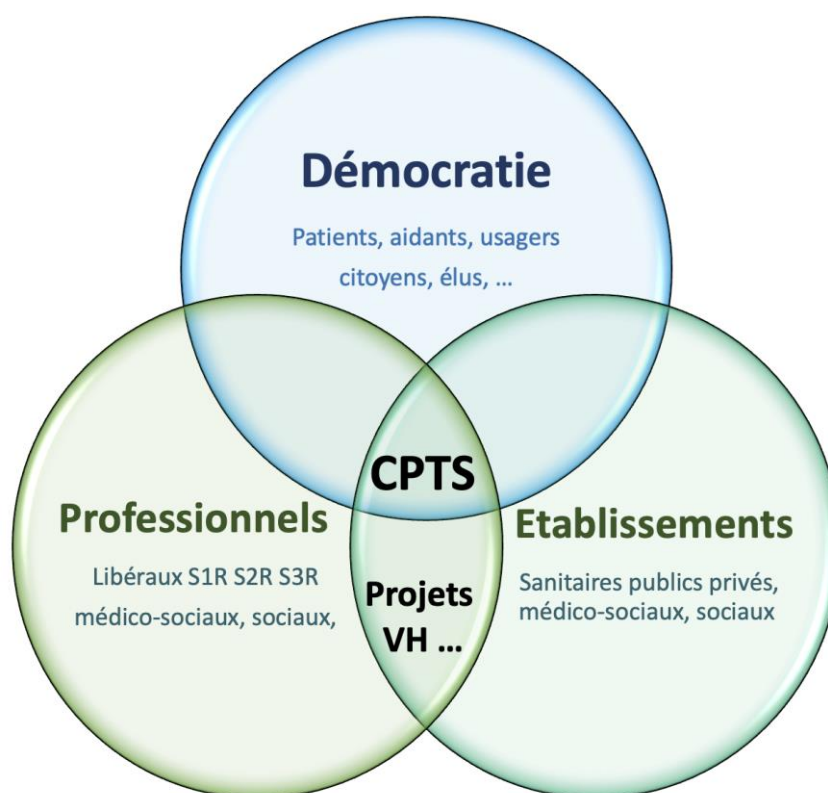 Démocratie
Patients, aidants, usagers
citoyens, élus, ...
CPTS
Professionnels
Libéraux S1R S2R S3R
médico-sociaux, sociaux,
Etablissements
Sanitaires publics privés,
médico-sociaux, sociaux
Projets
VH ...